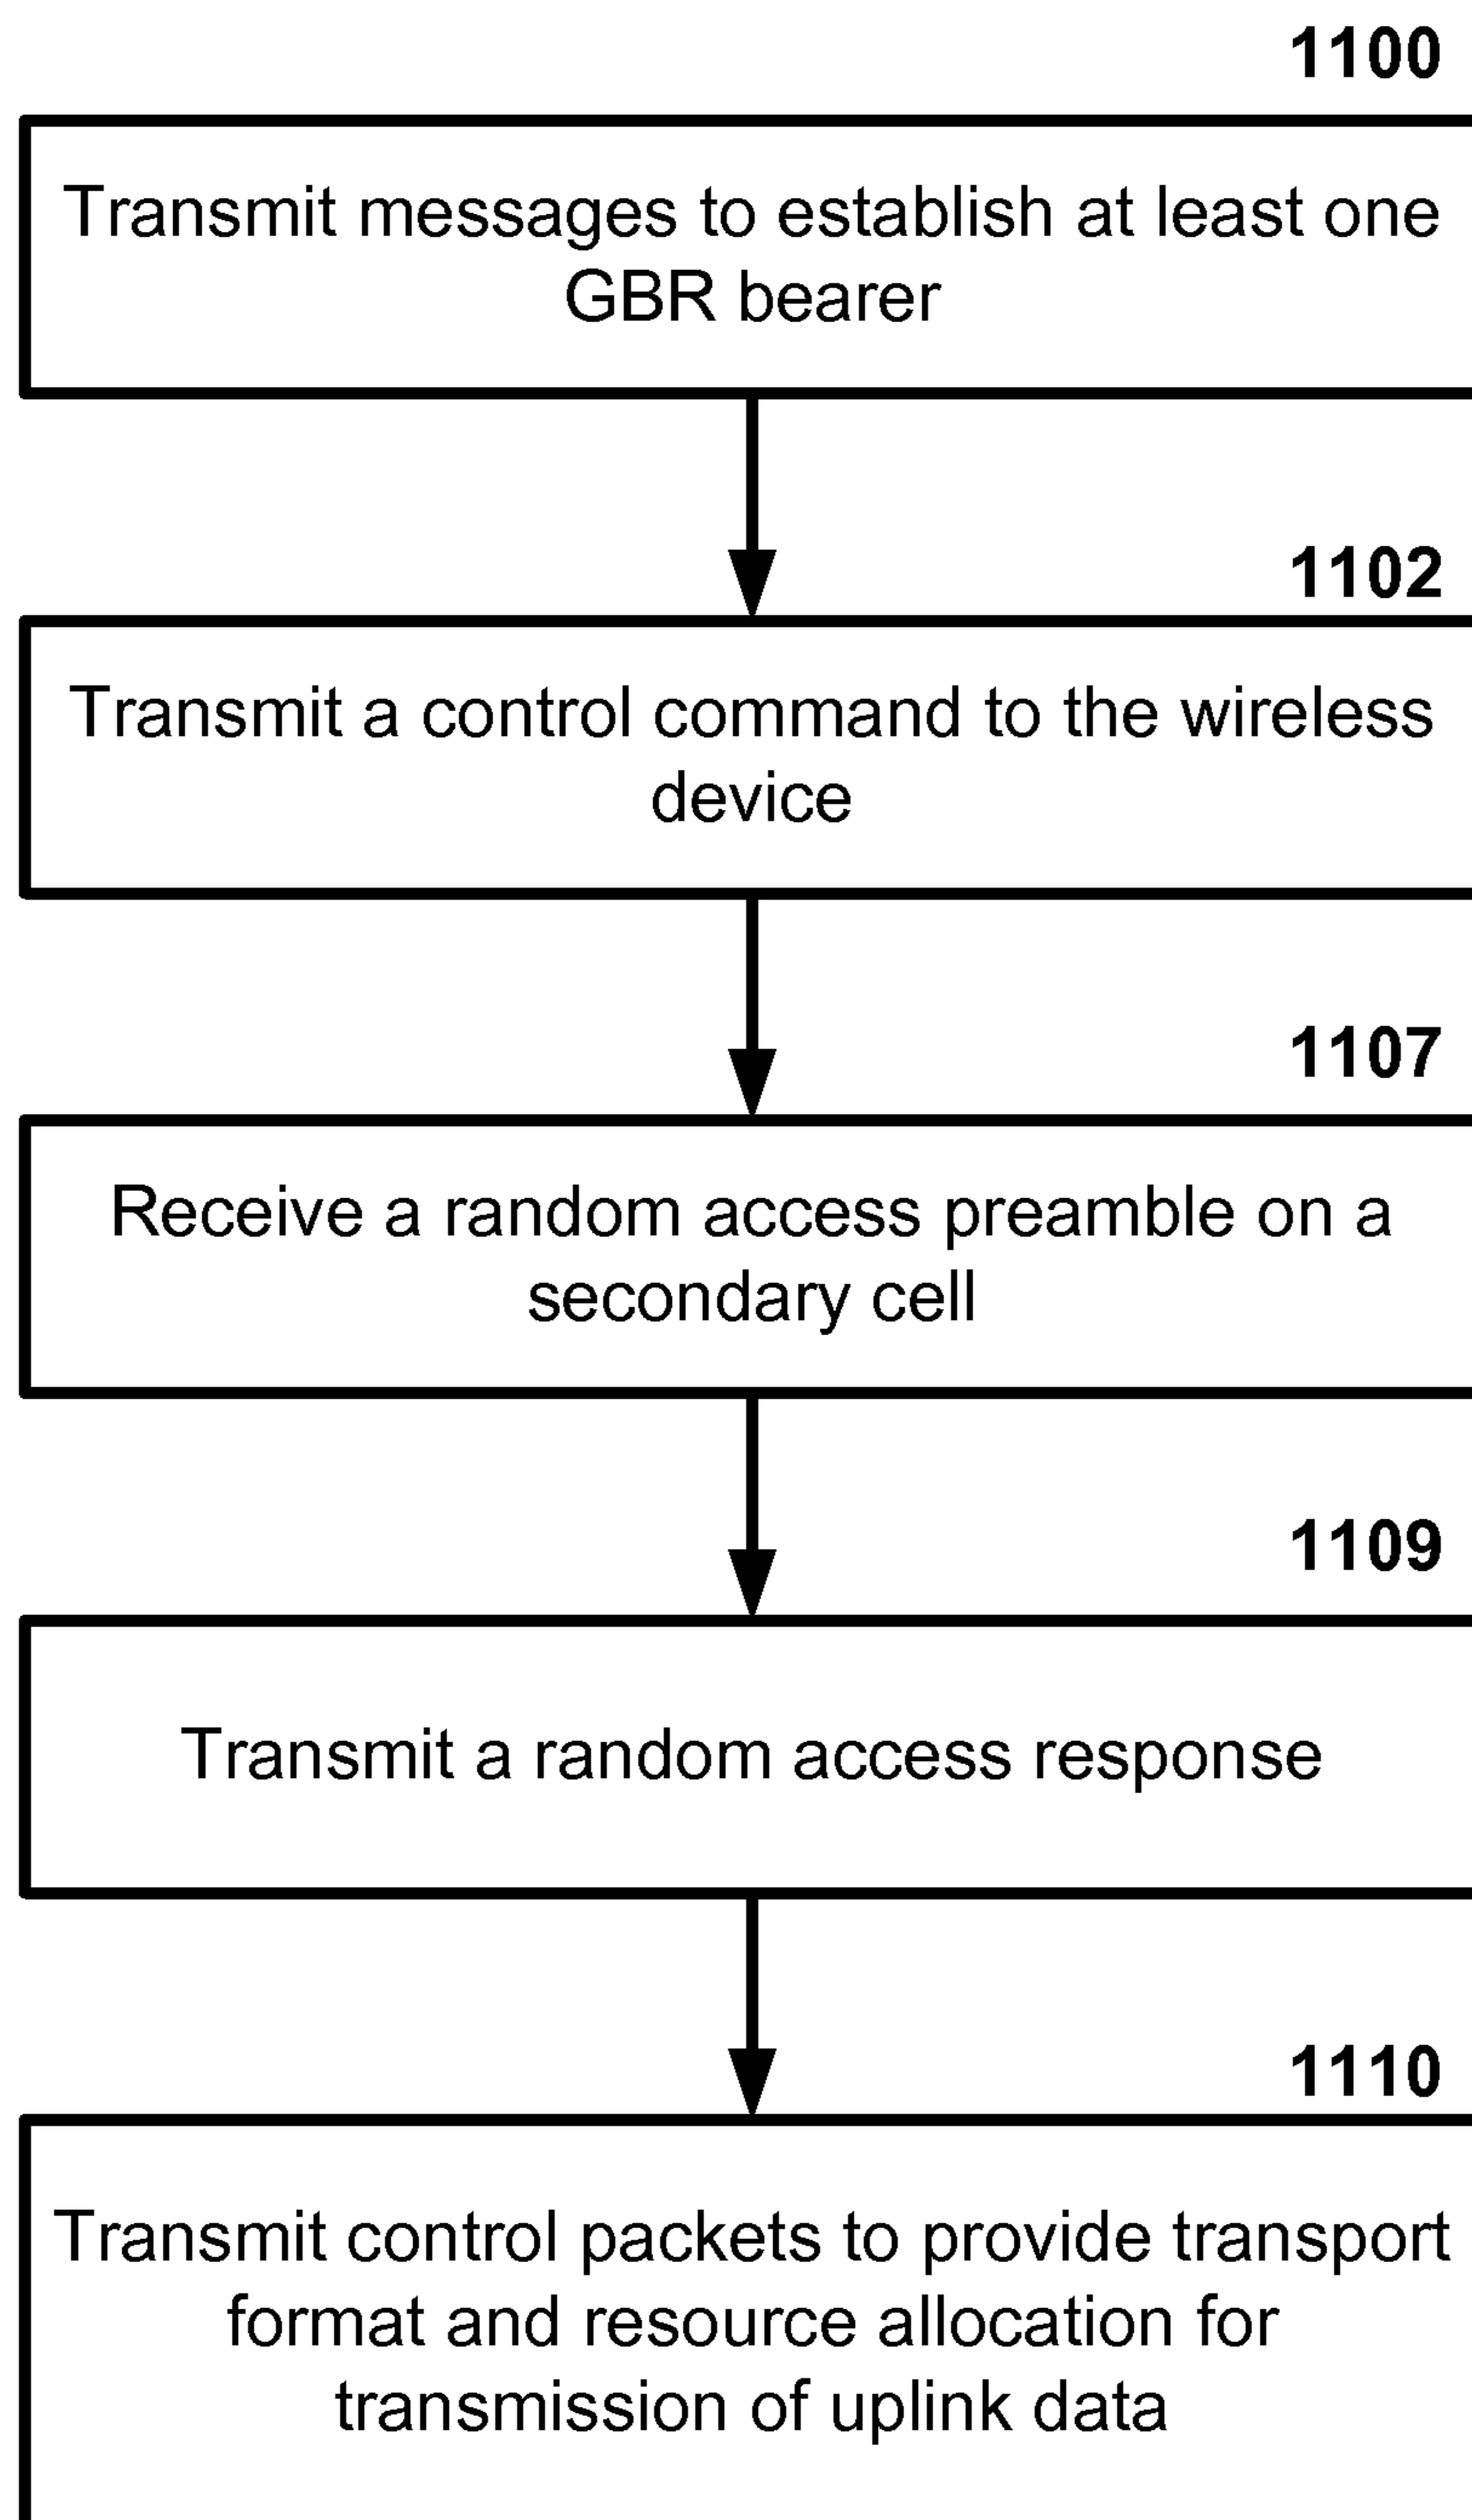 1100
Transmit messages to establish at least one
GBR bearer
1102
Transmit a control command to the wireless
device
1107
Receive a random access preamble on a
secondary cell
1109
Transmit a random access response
1110
Transmit control packets to provide transport
format and resource allocation for
transmission of uplink data